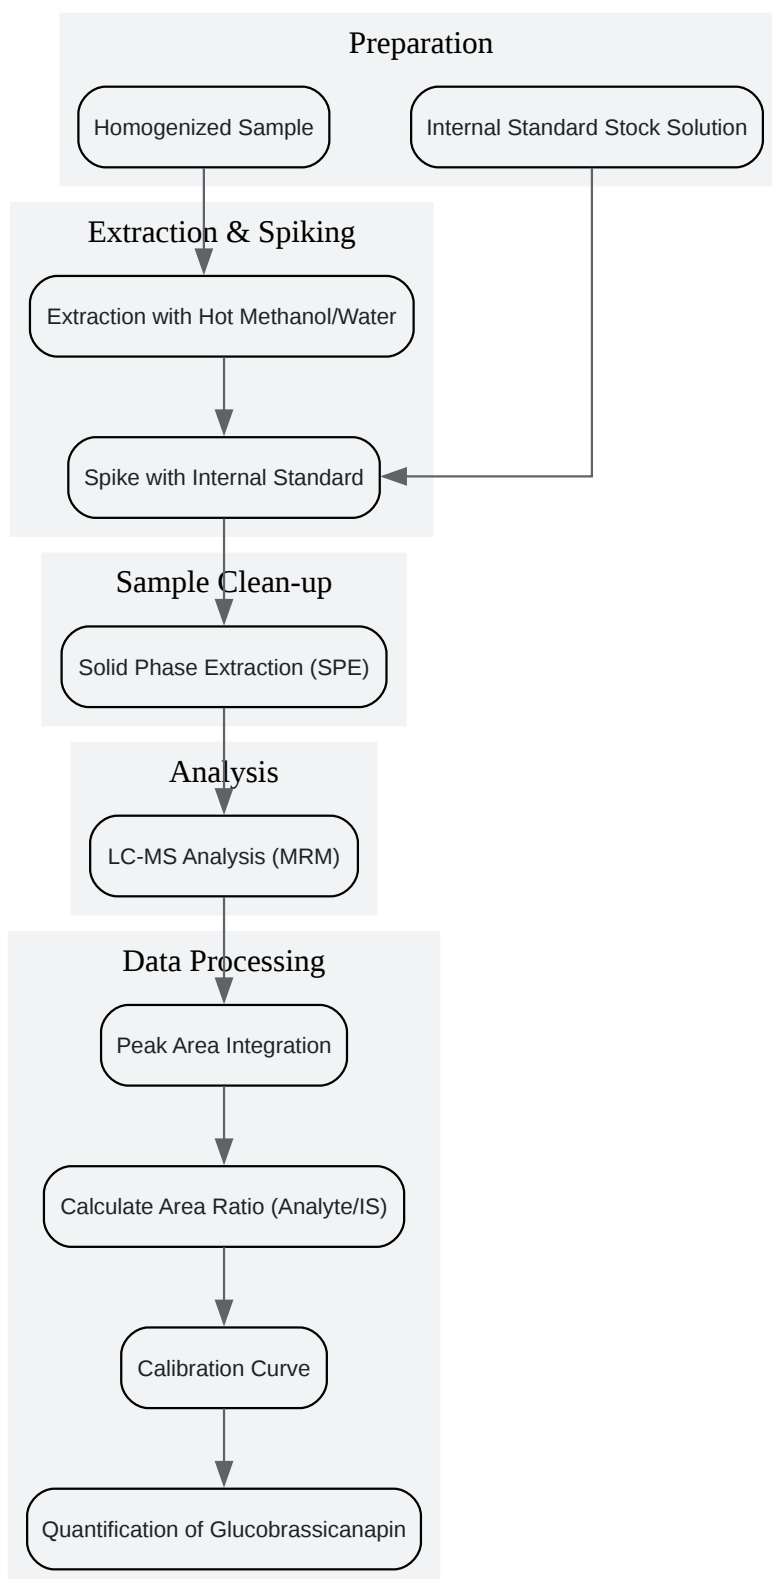 Preparation
Homogenized Sample
Internal Standard Stock Solution
Extraction & Spiking
Extraction with Hot Methanol/Water
Spike with Internal Standard
Sample Clean-up
Solid Phase Extraction (SPE)
Analysis
LC-MS Analysis (MRM)
Data Processing
Peak Area Integration
Calculate Area Ratio (Analyte/IS)
Calibration Curve
Quantification of Glucobrassicanapin